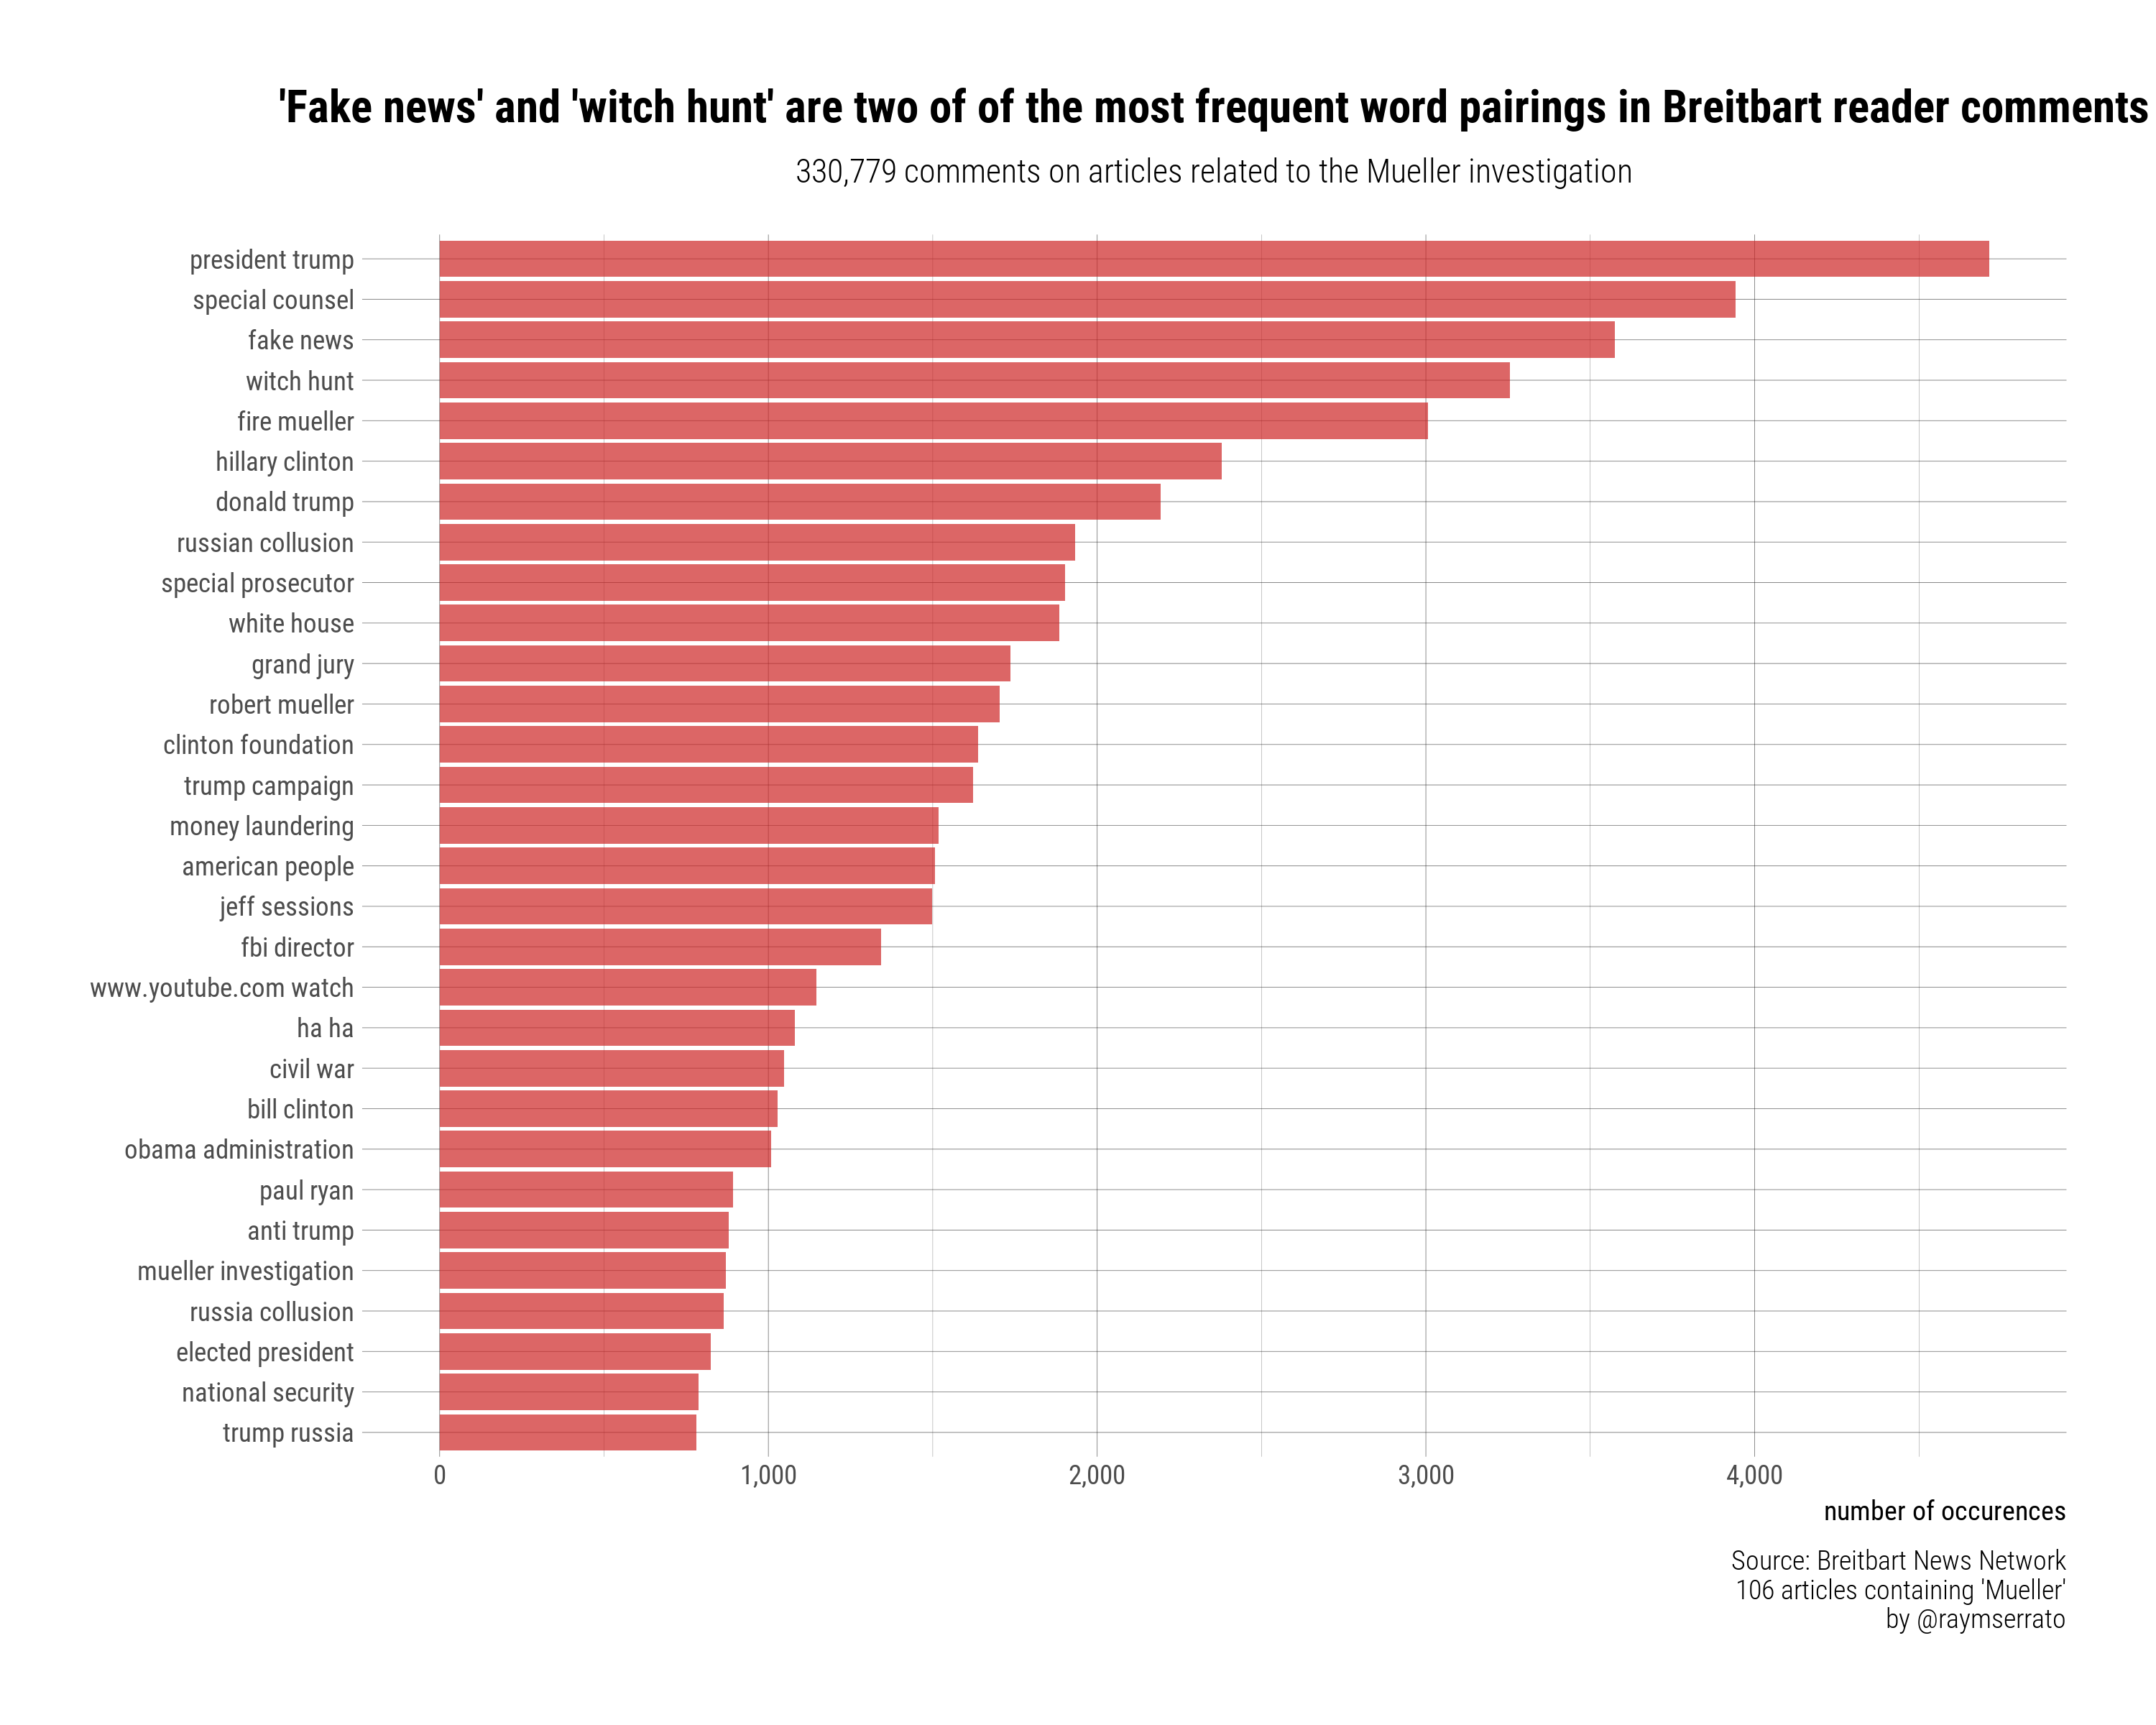 'Fake news' and 'witch hunt' are two of of the most frequent word pairings in Breitbart reader comments
330,779 comments on articles related to the Mueller investigation
president trump
special counsel
fake news
witch hunt
fire mueller
hillary clinton
donald trump
russian collusion
special prosecutor
white house
grand jury
robert mueller
clinton foundation
trump campaign
money laundering
american people
jeff sessions
fbi director
www.youtube.com watch
ha ha
civil war
bill clinton
obama administration
paul ryan
anti trump
mueller investigation
russia collusion
elected president
national security
trump russia
0 1,000 2,000 3,000 4,000
number of occurences
Source: Breitbart News Network
106 articles containing 'Mueller'
by @raymserrato